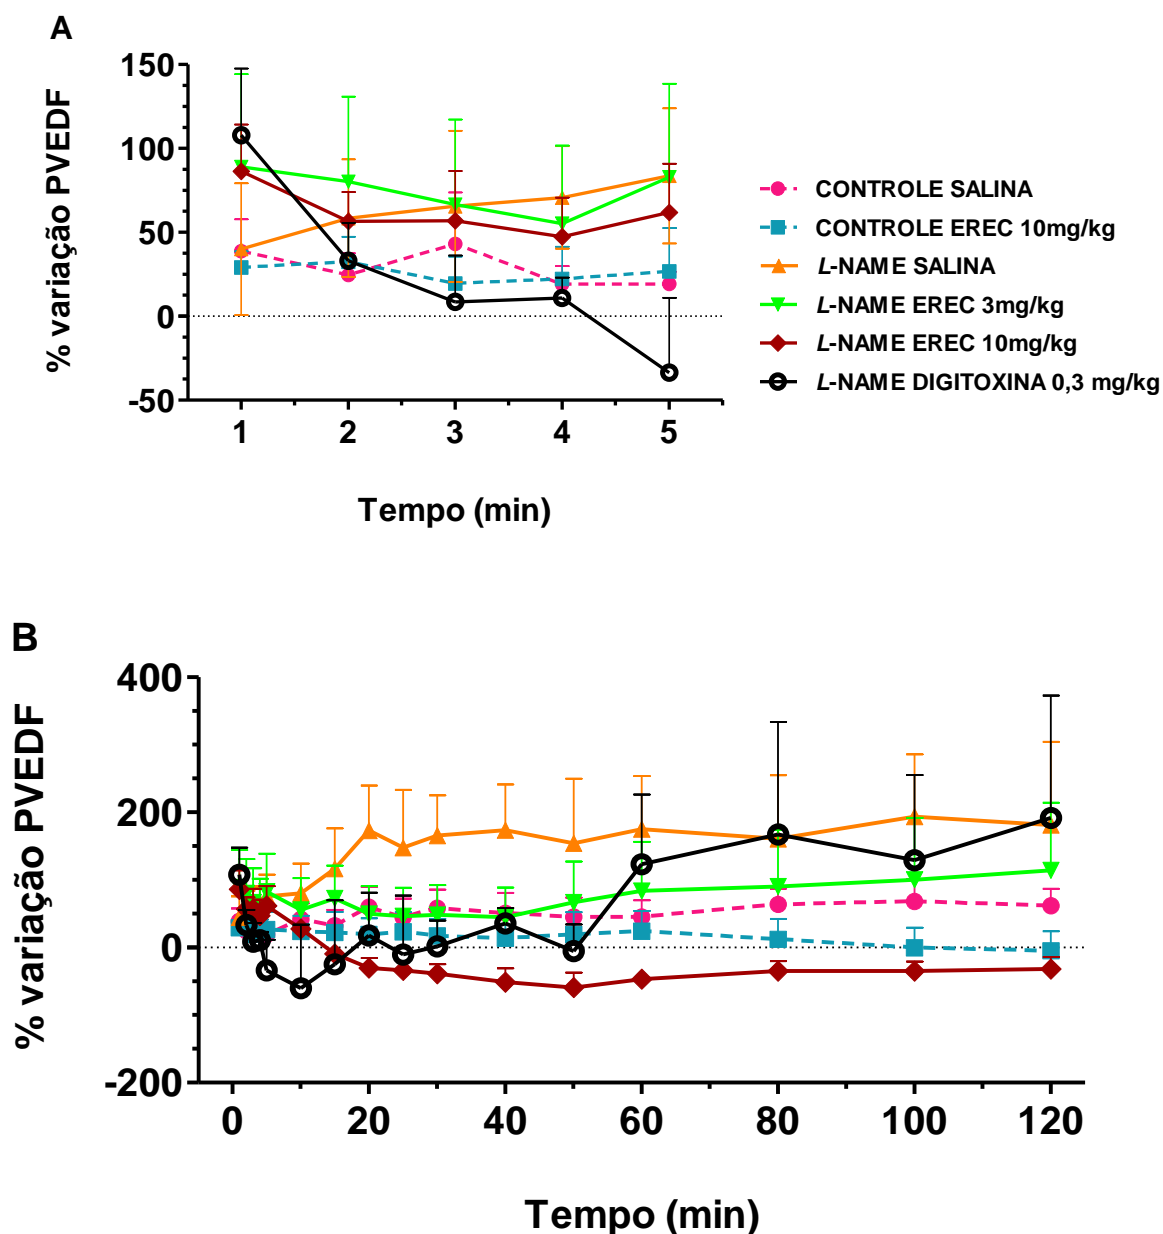 A
% variação PVEDF
150
100
50
0
-50
1 2 3 4 5
Tempo (min)
CONTROLE SALINA
CONTROLE EREC 10mg/kg
L-NAME SALINA
L-NAME EREC 3mg/kg
L-NAME EREC 10mg/kg
L-NAME DIGITOXINA 0,3 mg/kg
B
% variação PVEDF
400
200
0
-200
0 20 40 60 80 100 120
Tempo (min)